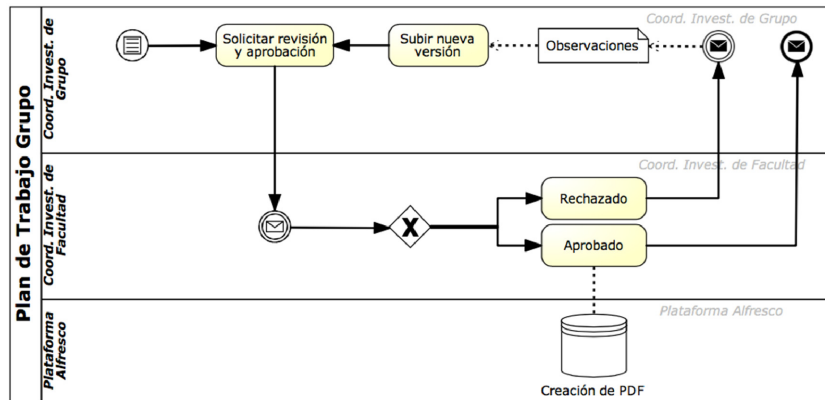 Plan de Trabajo Grupo
Coord. Invest. de
Grupo
Coord. Invest. de Grupo
Solicitar revisión
y aprobación
Subir nueva
versión
Observaciones
Coord. Invest. de
Facultad
Coord. Invest. de Facultad
Rechazado
Aprobado
Plataforma
Alfresco
Plataforma Alfresco
Creación de PDF